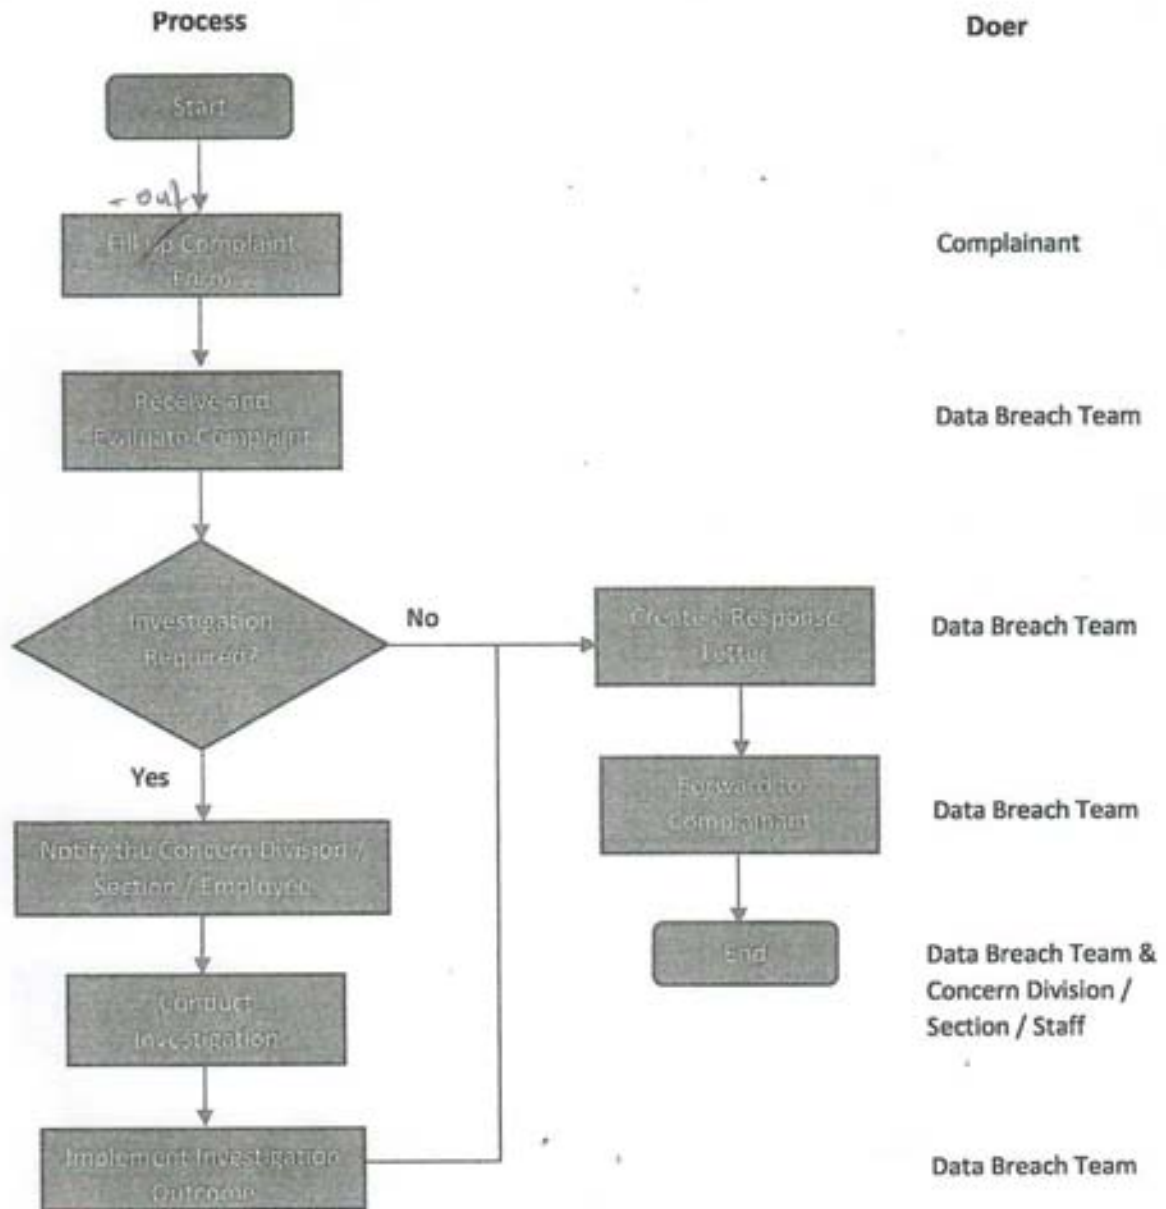 Process
Doer
Start
- out
Fill up Complaint
Form
Complainant
Receive and
Evaluate Complaint
Data Breach Team
Investigation
Required?
No
Create a Response
Letter
Data Breach Team
Yes
Forward to
Complainant
Data Breach Team
Notify the Concern Division /
Section / Employee
End
Data Breach Team &
Concern Division /
Section / Staff
Conduct
Investigation
Implement Investigation
Outcome
Data Breach Team